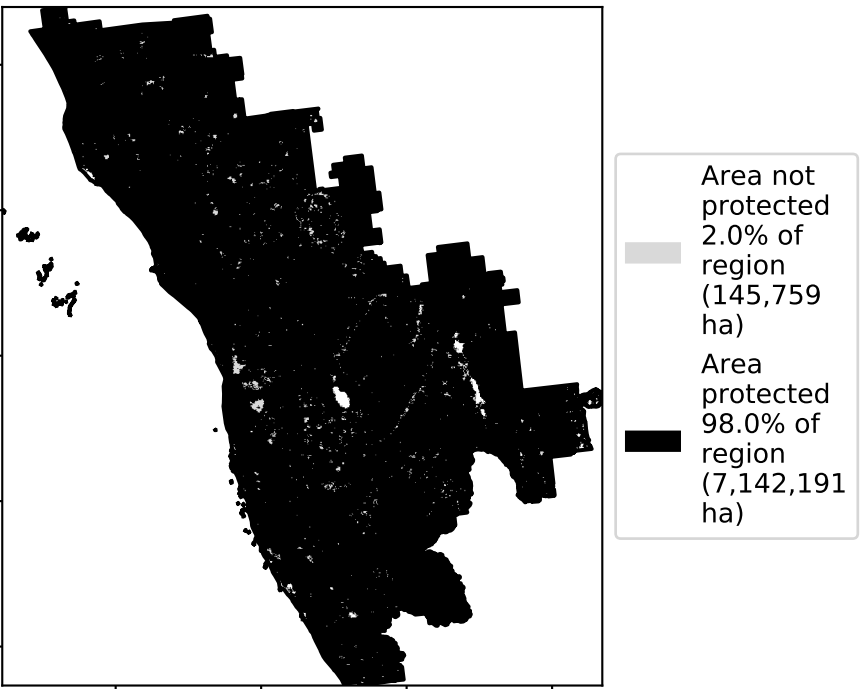 Area not
protected
2.0% of
region
(145,759
ha)
Area
protected
98.0% of
region
(7,142,191
ha)